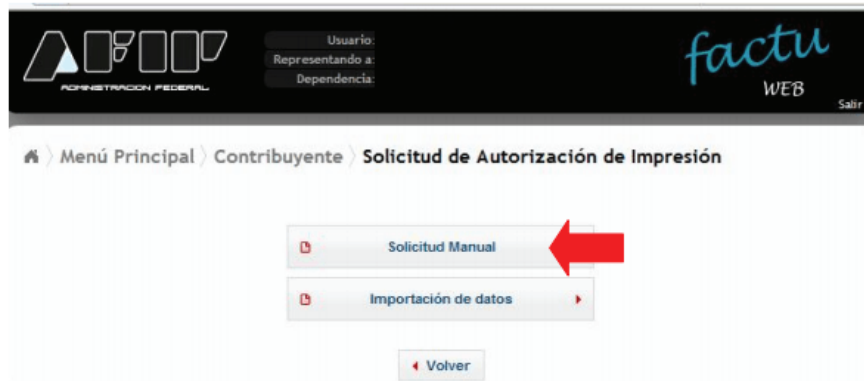 AFIP
ADMINISTRACION FEDERAL
Usuario:
Representando a:
Dependencia:
factu
WEB
Salir
Menú Principal Contribuyente Solicitud de Autorización de Impresión
Solicitud Manual
Importación de datos
Volver